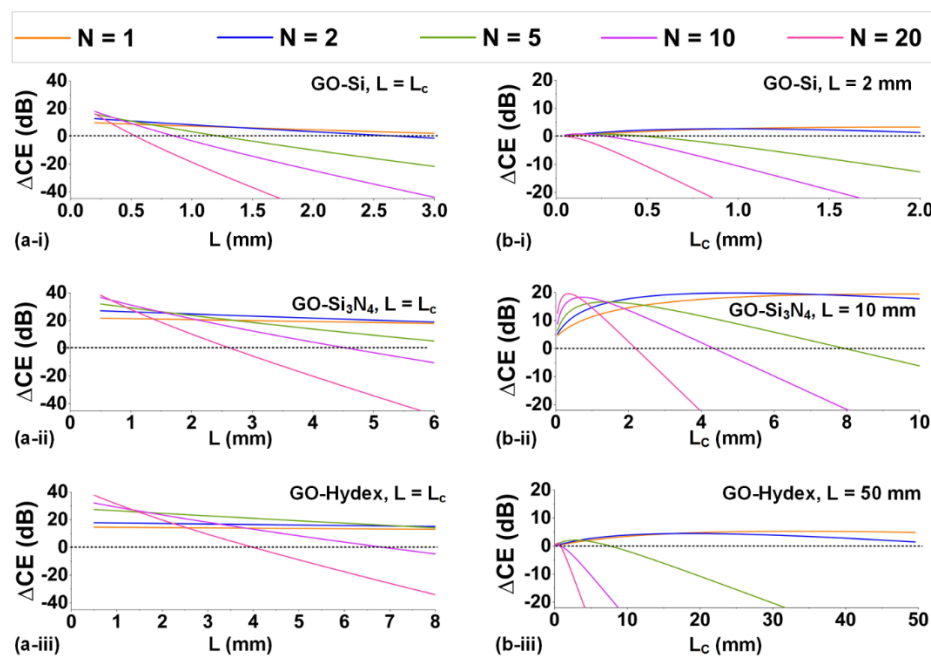 N = 1 N = 2 N = 5 N = 10 N = 20
GO-Si, L = Lc
ΔCE (dB)
40
20
0
-20
-40
0.0 0.5 1.0 1.5 2.0 2.5 3.0
L (mm)
(a-i)
GO-Si, L = 2 mm
ΔCE (dB)
20
10
0
-10
-20
0.0 0.5 1.0 1.5 2.0
Lc (mm)
(b-i)
GO-Si3N4, L = Lc
ΔCE (dB)
40
20
0
-20
-40
0 1 2 3 4 5 6
L (mm)
(a-ii)
GO-Si3N4, L = 10 mm
ΔCE (dB)
20
10
0
-10
-20
0 2 4 6 8 10
Lc (mm)
(b-ii)
GO-Hydex, L = Lc
ΔCE (dB)
40
20
0
-20
-40
0 1 2 3 4 5 6 7 8
L (mm)
(a-iii)
GO-Hydex, L = 50 mm
ΔCE (dB)
20
10
0
-10
-20
0 10 20 30 40 50
Lc (mm)
(b-iii)